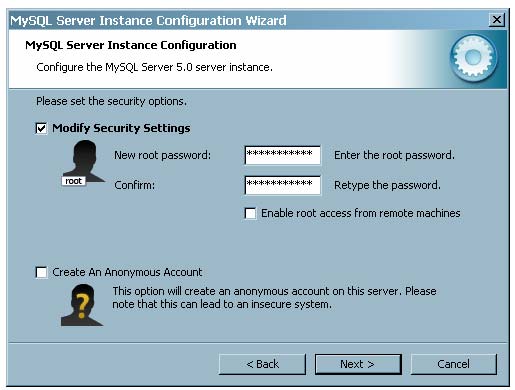 MySQL Server Instance Configuration Wizard
MySQL Server Instance Configuration
Configure the MySQL Server 5.0 server instance.
Please set the security options.
Modify Security Settings
root
New root password: *********** Enter the root password.
Confirm: *********** Retype the password.
Enable root access from remote machines
Create An Anonymous Account
?
This option will create an anonymous account on this server. Please
note that this can lead to an insecure system.
< Back Next > Cancel